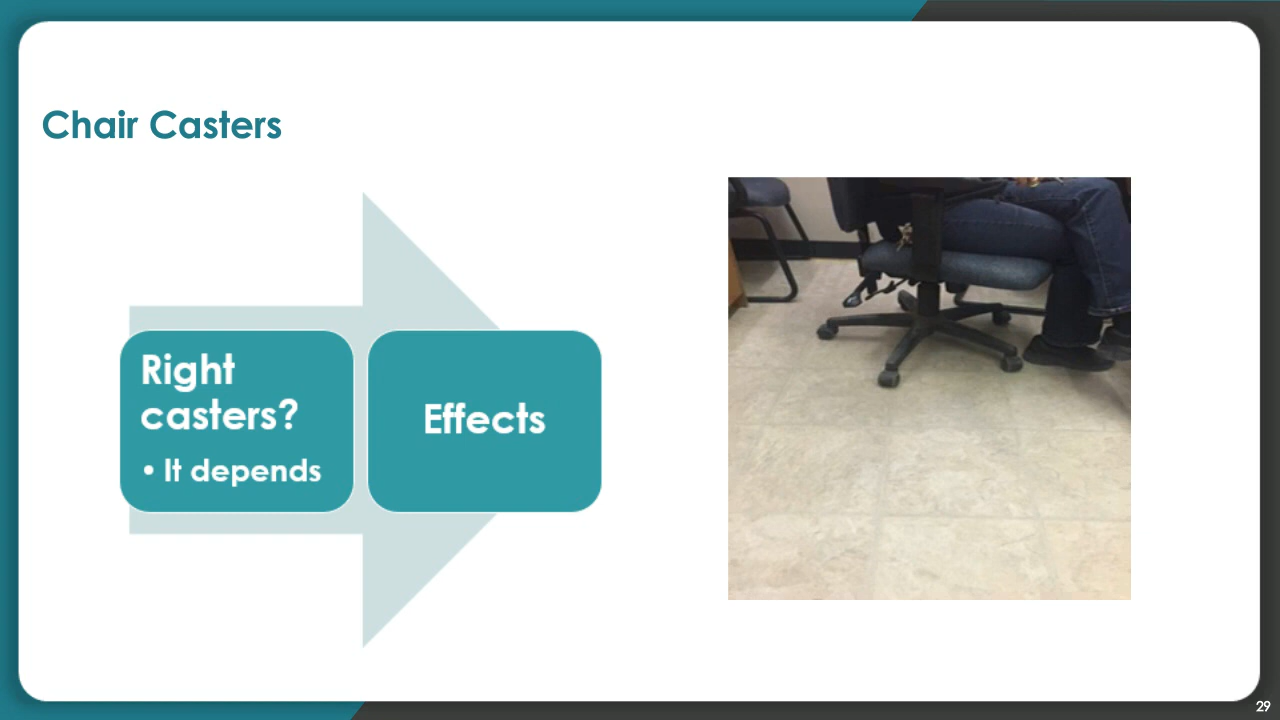 Chair Casters
Right
casters?
• It depends
Effects
29